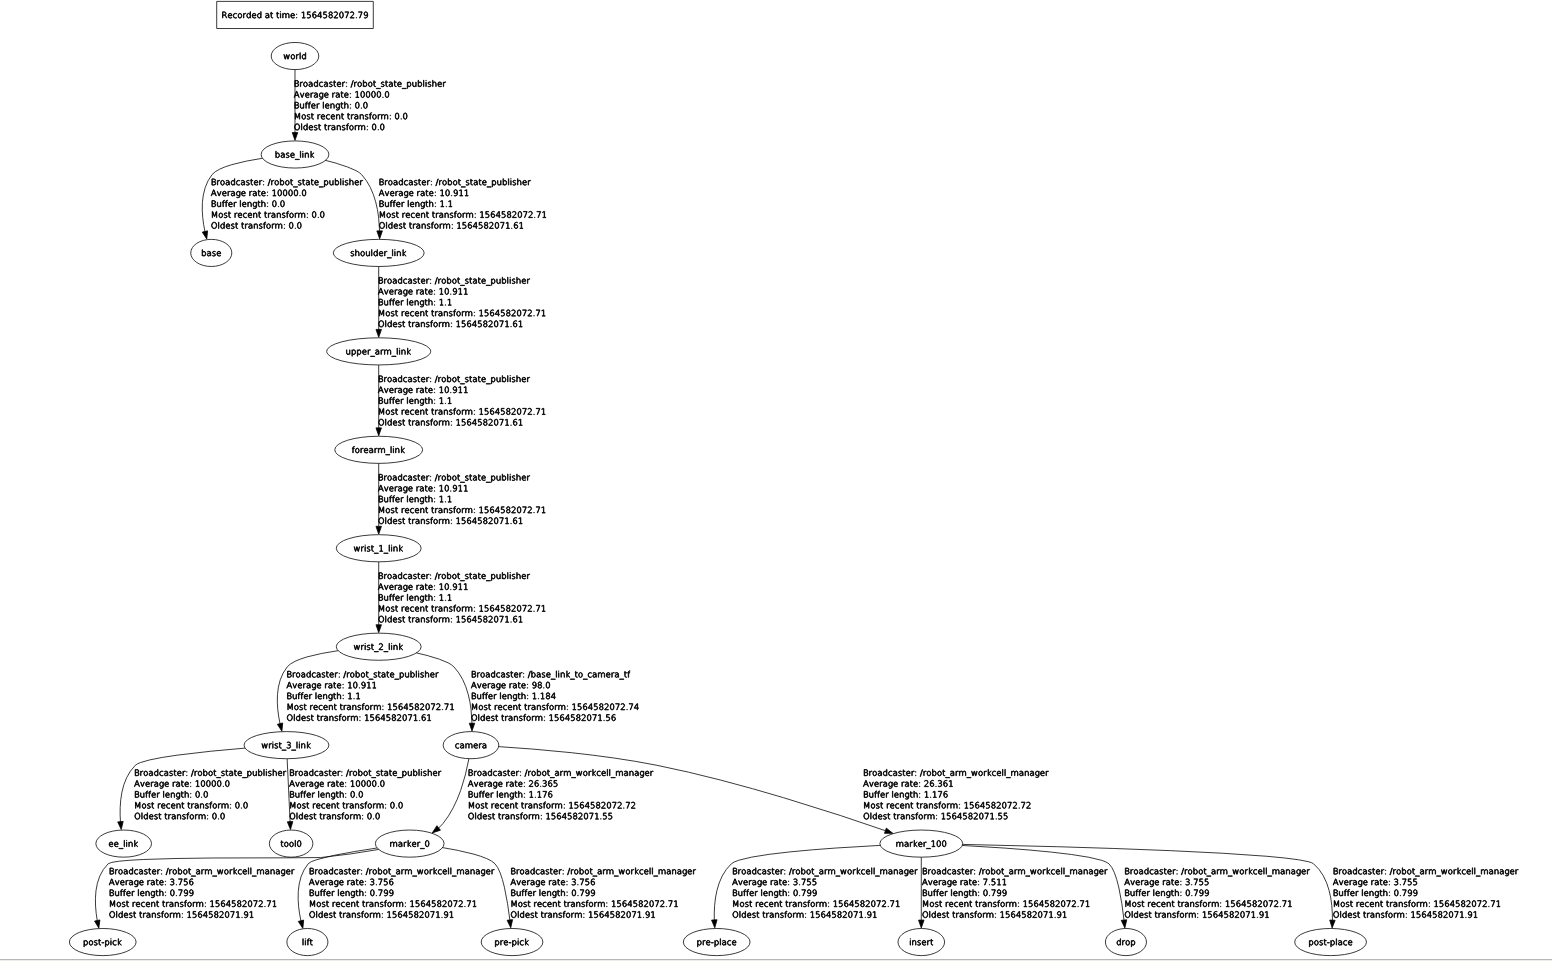 Recorded at time: 1564582072.79
world
Broadcaster: /robot_state_publisher
Average rate: 10000.0
Buffer length: 0.0
Most recent transform: 0.0
Oldest transform: 0.0
base_link
Broadcaster: /robot_state_publisher
Average rate: 10000.0
Buffer length: 0.0
Most recent transform: 0.0
Oldest transform: 0.0
Broadcaster: /robot_state_publisher
Average rate: 10.911
Buffer length: 1.1
Most recent transform: 1564582072.71
Oldest transform: 1564582071.61
base
shoulder_link
Broadcaster: /robot_state_publisher
Average rate: 10.911
Buffer length: 1.1
Most recent transform: 1564582072.71
Oldest transform: 1564582071.61
upper_arm_link
Broadcaster: /robot_state_publisher
Average rate: 10.911
Buffer length: 1.1
Most recent transform: 1564582072.71
Oldest transform: 1564582071.61
forearm_link
Broadcaster: /robot_state_publisher
Average rate: 10.911
Buffer length: 1.1
Most recent transform: 1564582072.71
Oldest transform: 1564582071.61
wrist_1_link
Broadcaster: /robot_state_publisher
Average rate: 10.911
Buffer length: 1.1
Most recent transform: 1564582072.71
Oldest transform: 1564582071.61
wrist_2_link
Broadcaster: /robot_state_publisher
Average rate: 10.911
Buffer length: 1.1
Most recent transform: 1564582072.71
Oldest transform: 1564582071.61
Broadcaster: /base_link_to_camera_tf
Average rate: 98.0
Buffer length: 1.184
Most recent transform: 1564582072.74
Oldest transform: 1564582071.56
wrist_3_link
camera
Broadcaster: /robot_state_publisher
Average rate: 10000.0
Buffer length: 0.0
Most recent transform: 0.0
Oldest transform: 0.0
Broadcaster: /robot_state_publisher
Average rate: 10000.0
Buffer length: 0.0
Most recent transform: 0.0
Oldest transform: 0.0
Broadcaster: /robot_arm_workcell_manager
Average rate: 26.365
Buffer length: 1.176
Most recent transform: 1564582072.72
Oldest transform: 1564582071.55
Broadcaster: /robot_arm_workcell_manager
Average rate: 26.361
Buffer length: 1.176
Most recent transform: 1564582072.72
Oldest transform: 1564582071.55
ee_link
tool0
marker_0
marker_100
Broadcaster: /robot_arm_workcell_manager
Average rate: 3.756
Buffer length: 0.799
Most recent transform: 1564582072.71
Oldest transform: 1564582071.91
Broadcaster: /robot_arm_workcell_manager
Average rate: 3.756
Buffer length: 0.799
Most recent transform: 1564582072.71
Oldest transform: 1564582071.91
Broadcaster: /robot_arm_workcell_manager
Average rate: 3.756
Buffer length: 0.799
Most recent transform: 1564582072.71
Oldest transform: 1564582071.91
Broadcaster: /robot_arm_workcell_manager
Average rate: 3.755
Buffer length: 0.799
Most recent transform: 1564582072.71
Oldest transform: 1564582071.91
Broadcaster: /robot_arm_workcell_manager
Average rate: 7.511
Buffer length: 0.799
Most recent transform: 1564582072.71
Oldest transform: 1564582071.91
Broadcaster: /robot_arm_workcell_manager
Average rate: 3.755
Buffer length: 0.799
Most recent transform: 1564582072.71
Oldest transform: 1564582071.91
Broadcaster: /robot_arm_workcell_manager
Average rate: 3.755
Buffer length: 0.799
Most recent transform: 1564582072.71
Oldest transform: 1564582071.91
post-pick
lift
pre-pick
pre-place
insert
drop
post-place